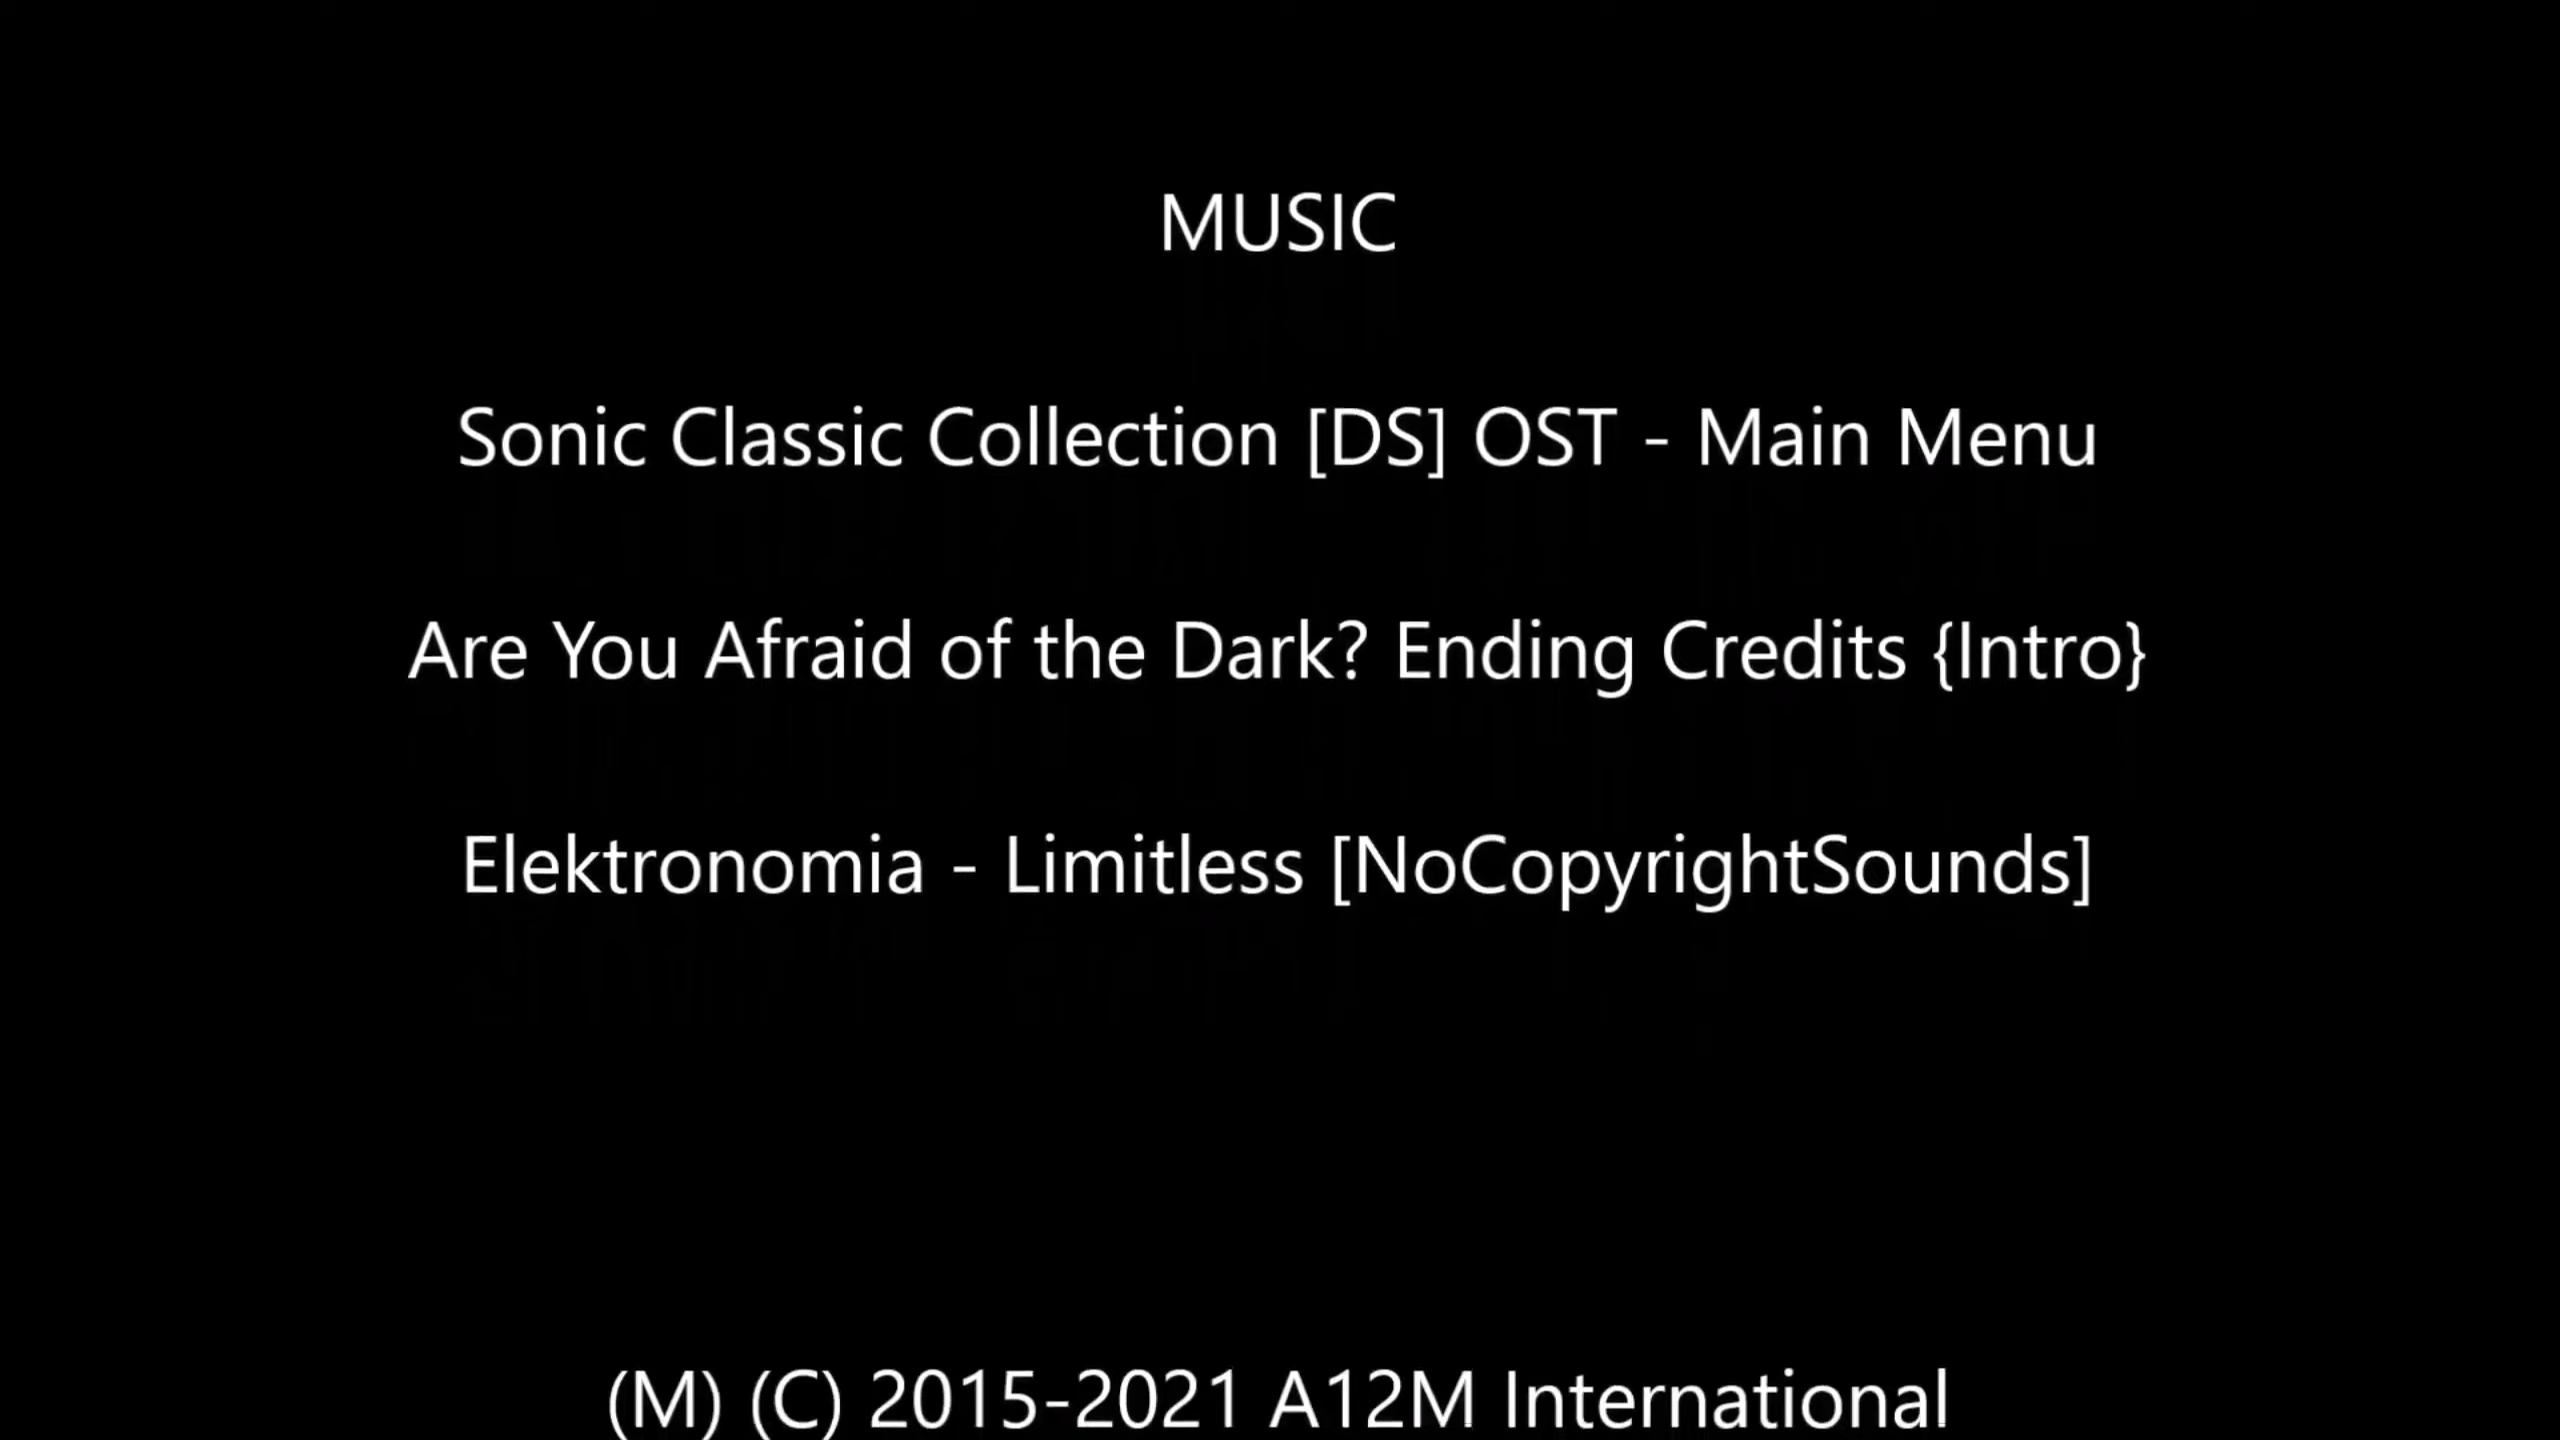 MUSIC
Sonic Classic Collection [DS] OST - Main Menu
Are You Afraid of the Dark? Ending Credits {Intro}
Elektronomia - Limitless [NoCopyrightSounds]
(M) (C) 2015-2021 A12M International